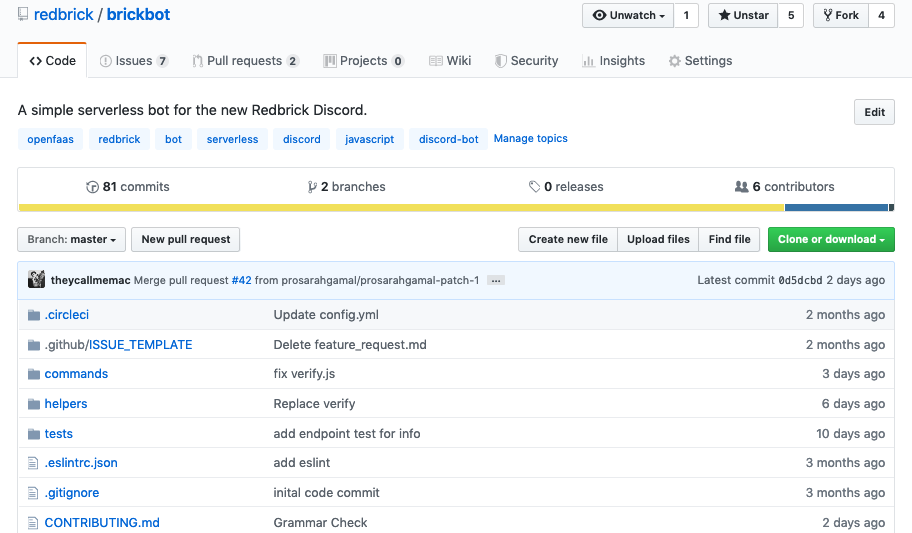 redbrick / brickbot
Unwatch 1 Unstar 5 Fork 4
Code Issues 7 Pull requests 2 Projects 0 Wiki Security Insights Settings
A simple serverless bot for the new Redbrick Discord. Edit
openfaas redbrick bot serverless discord javascript discord-bot Manage topics
81 commits 2 branches 0 releases 6 contributors
Branch: master New pull request Create new file Upload files Find file Clone or download
theycallmemac Merge pull request #42 from prosarahgamal/prosarahgamal-patch-1 ... Latest commit 0d5dcbd 2 days ago
.circleci Update config.yml 2 months ago
.github/ISSUE_TEMPLATE Delete feature_request.md 2 months ago
commands fix verify.js 3 days ago
helpers Replace verify 6 days ago
tests add endpoint test for info 10 days ago
.eslintrc.json add eslint 3 months ago
.gitignore inital code commit 3 months ago
CONTRIBUTING.md Grammar Check 2 days ago